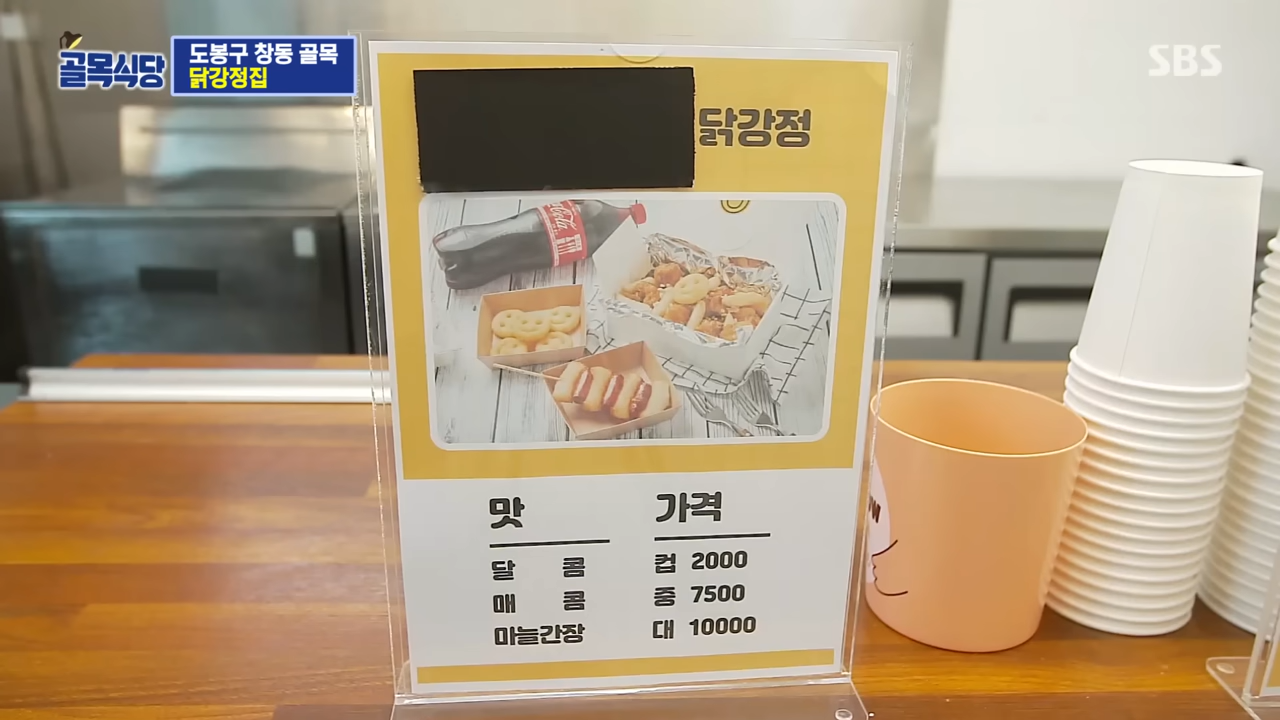 골목식당
도봉구 창동 골목
닭강정집
SBS
닭강정
맛 가격
달 콤 컵 2000
매 콤 중 7500
마늘간장 대 10000